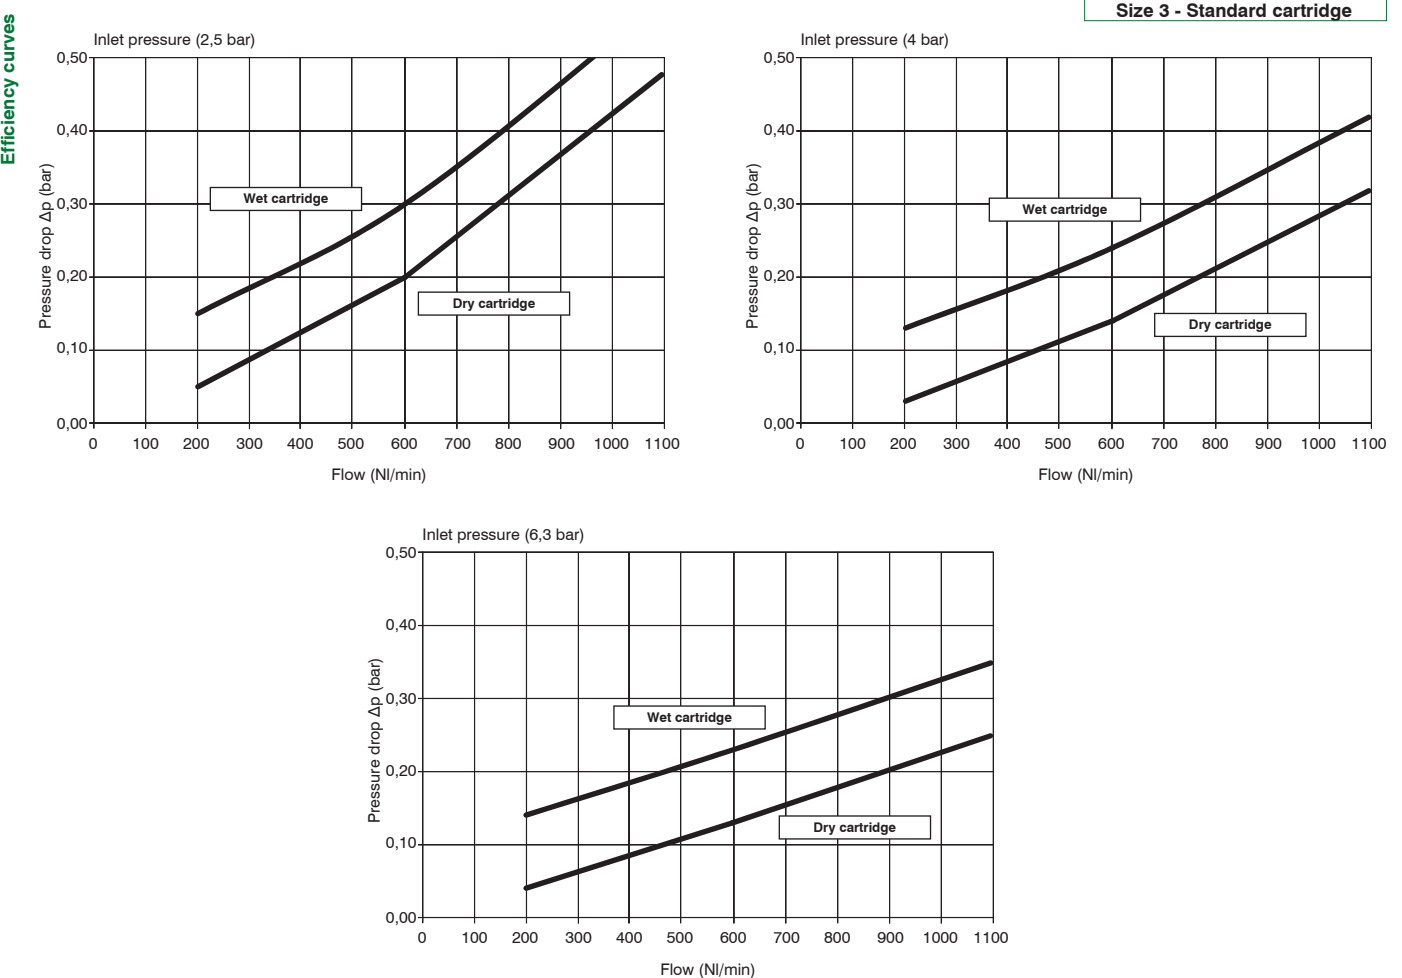 Size 3 - Standard cartridge
Efficiency curves
Inlet pressure (2,5 bar)
0,50
0,40
0,30
0,20
0,10
0,00
Pressure drop Δp (bar)
Wet cartridge
Dry cartridge
0 100 200 300 400 500 600 700 800 900 1000 1100
Flow (Nl/min)
Inlet pressure (4 bar)
0,50
0,40
0,30
0,20
0,10
0,00
Pressure drop Δp (bar)
Wet cartridge
Dry cartridge
0 100 200 300 400 500 600 700 800 900 1000 1100
Flow (Nl/min)
Inlet pressure (6,3 bar)
0,50
0,40
0,30
0,20
0,10
0,00
Pressure drop Δp (bar)
Wet cartridge
Dry cartridge
0 100 200 300 400 500 600 700 800 900 1000 1100
Flow (Nl/min)